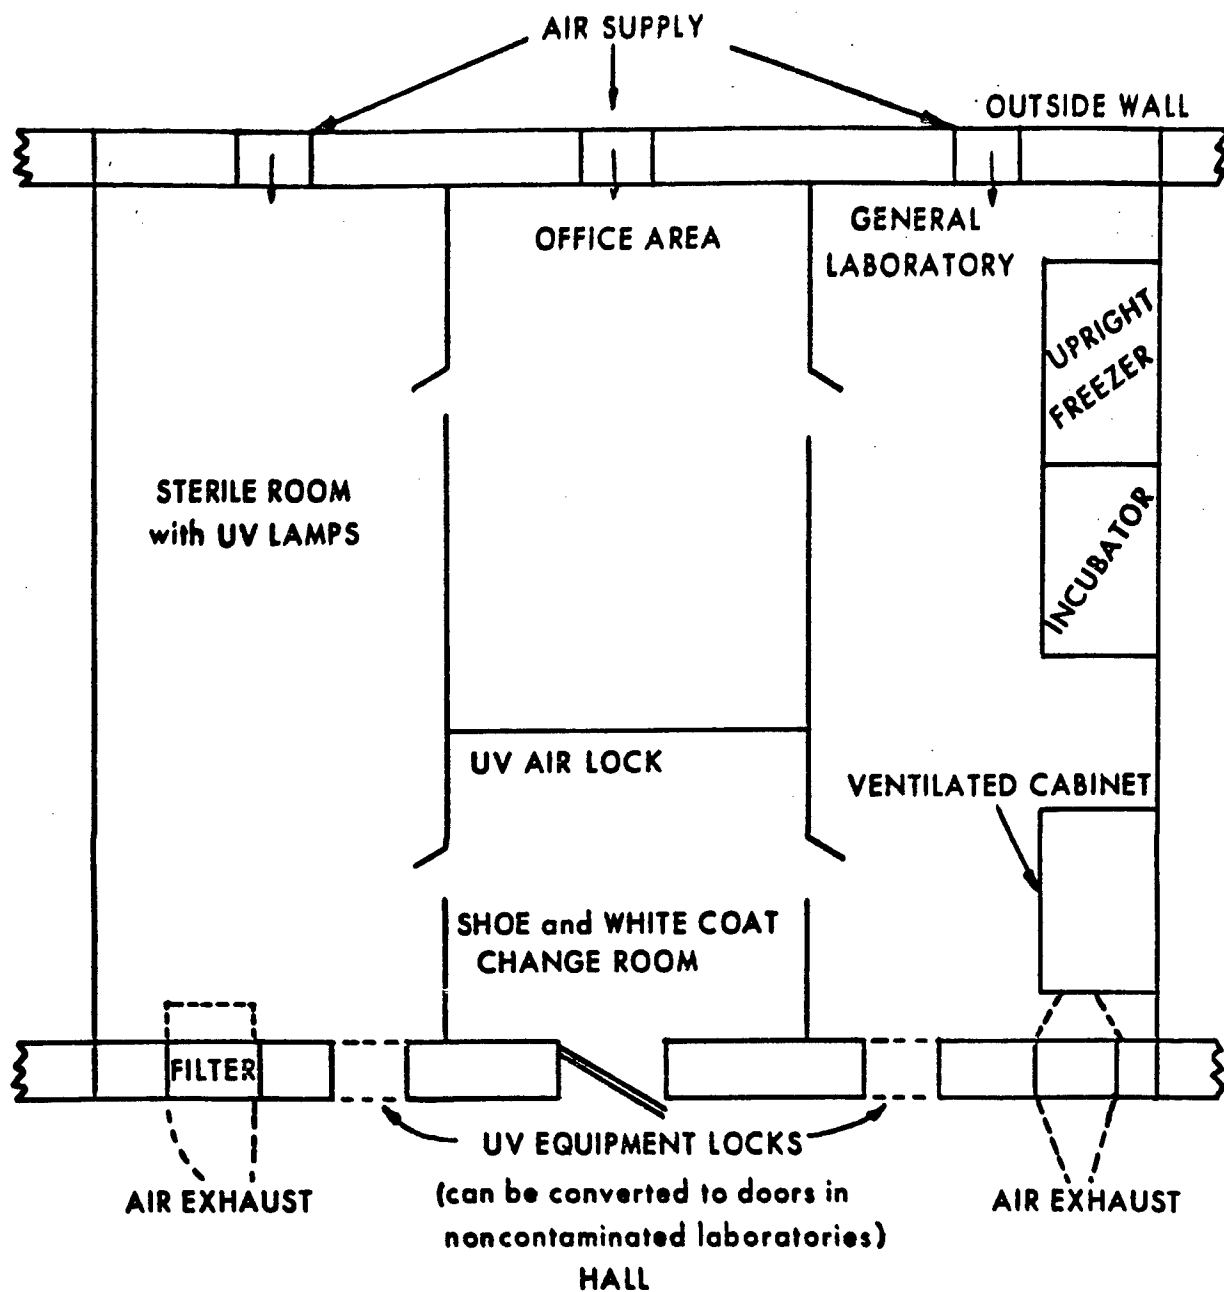 AIR SUPPLY
OUTSIDE WALL
OFFICE AREA
GENERAL
LABORATORY
UPRIGHT
FREEZER
STERILE ROOM
with UV LAMPS
INCUBATOR
UV AIR LOCK
VENTILATED CABINET
SHOE and WHITE COAT
CHANGE ROOM
FILTER
UV EQUIPMENT LOCKS
(can be converted to doors in
noncontaminated laboratories)
AIR EXHAUST
AIR EXHAUST
HALL